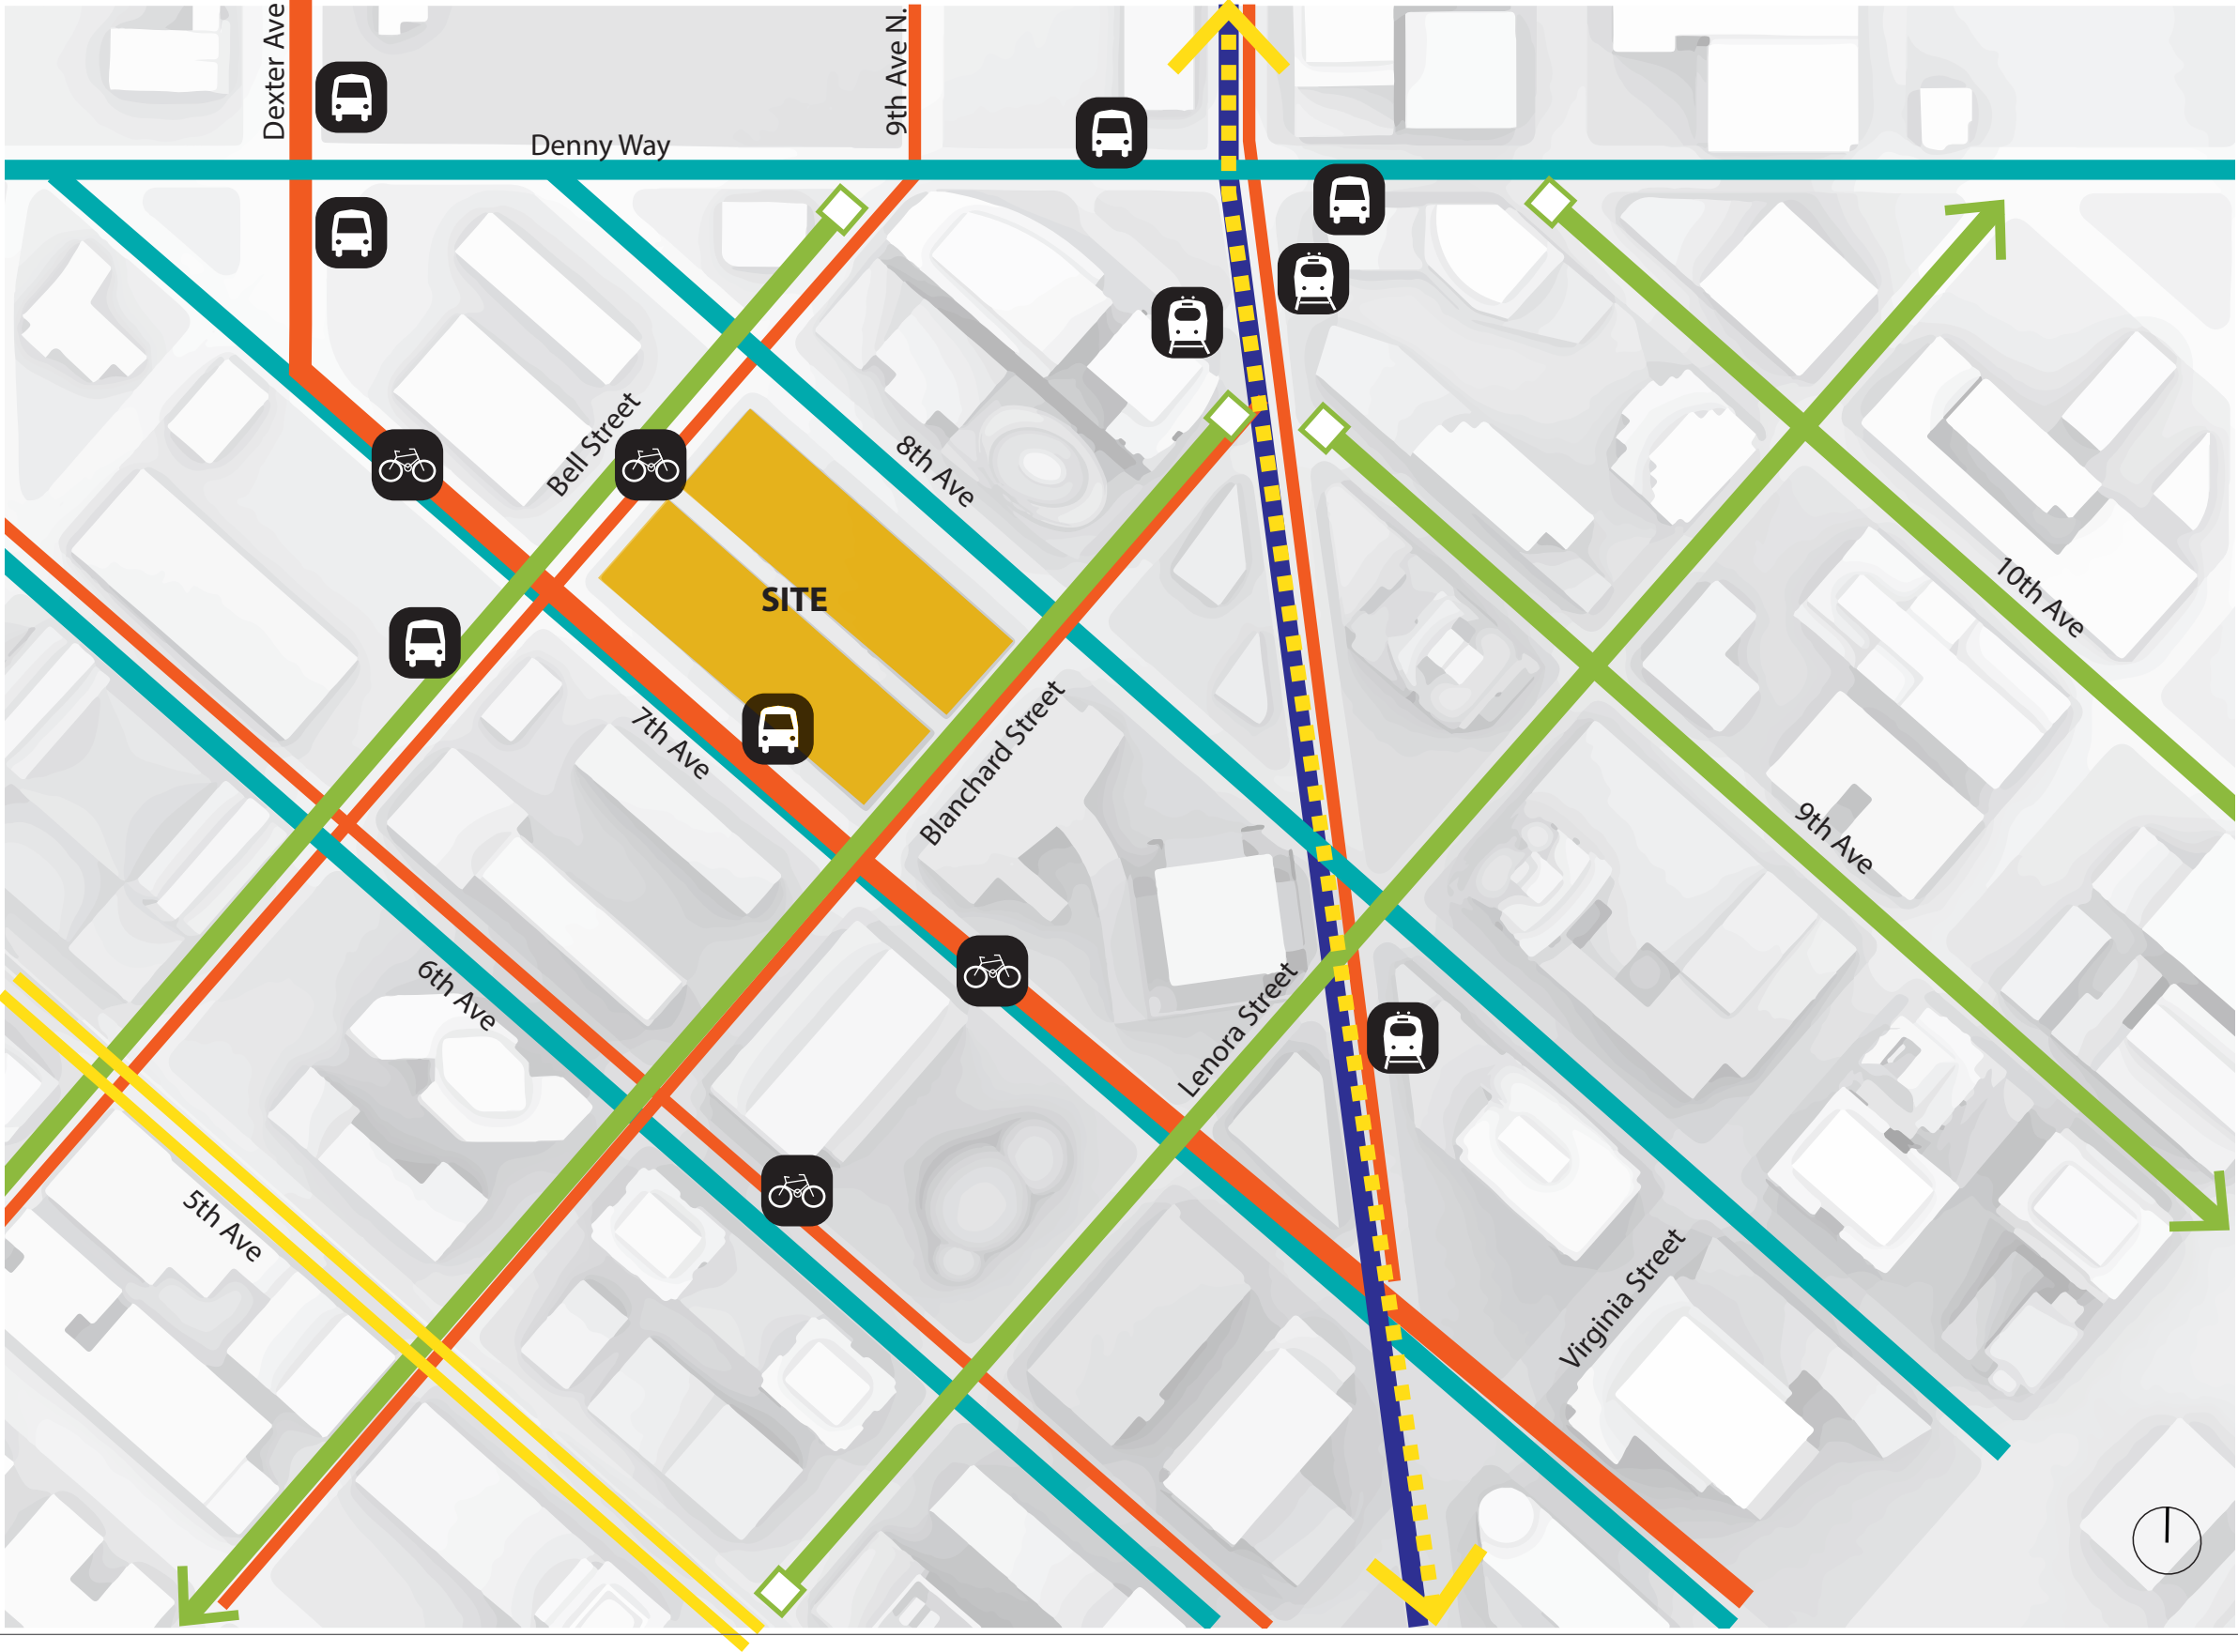 Dexter Ave
9th Ave N.
Denny Way
Bell Street
8th Ave
SITE
10th Ave
7th Ave
Blanchard Street
9th Ave
6th Ave
Lenora Street
5th Ave
Virginia Street